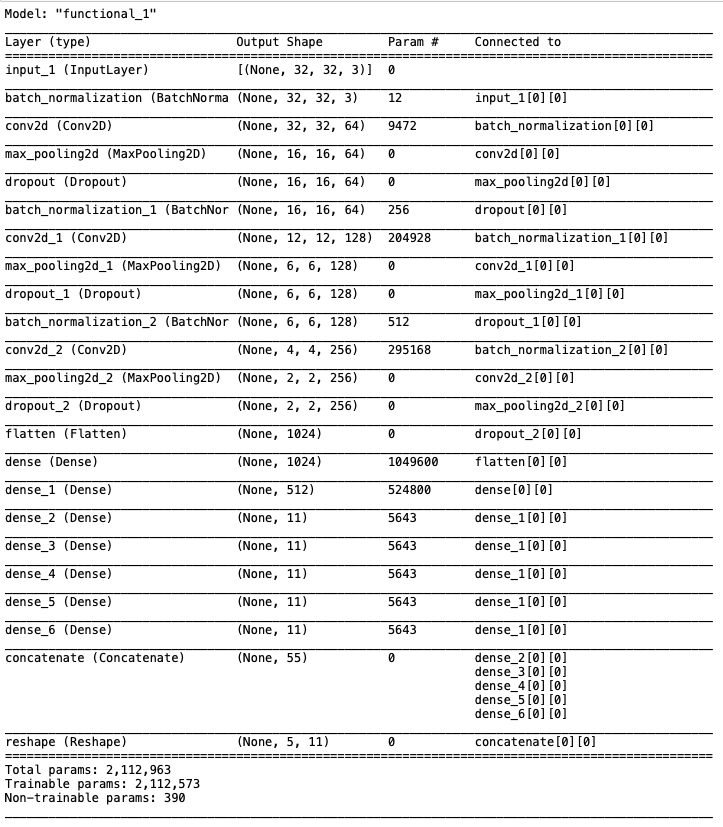 Model: "functional_1"
Layer (type) Output Shape Param # Connected to
input_1 (InputLayer) [(None, 32, 32, 3)] 0
batch_normalization (BatchNorma (None, 32, 32, 3) 12 input_1[0][0]
conv2d (Conv2D) (None, 32, 32, 64) 9472 batch_normalization[0][0]
max_pooling2d (MaxPooling2D) (None, 16, 16, 64) 0 conv2d[0][0]
dropout (Dropout) (None, 16, 16, 64) 0 max_pooling2d[0][0]
batch_normalization_1 (BatchNor (None, 16, 16, 64) 256 dropout[0][0]
conv2d_1 (Conv2D) (None, 12, 12, 128) 204928 batch_normalization_1[0][0]
max_pooling2d_1 (MaxPooling2D) (None, 6, 6, 128) 0 conv2d_1[0][0]
dropout_1 (Dropout) (None, 6, 6, 128) 0 max_pooling2d_1[0][0]
batch_normalization_2 (BatchNor (None, 6, 6, 128) 512 dropout_1[0][0]
conv2d_2 (Conv2D) (None, 4, 4, 256) 295168 batch_normalization_2[0][0]
max_pooling2d_2 (MaxPooling2D) (None, 2, 2, 256) 0 conv2d_2[0][0]
dropout_2 (Dropout) (None, 2, 2, 256) 0 max_pooling2d_2[0][0]
flatten (Flatten) (None, 1024) 0 dropout_2[0][0]
dense (Dense) (None, 1024) 1049600 flatten[0][0]
dense_1 (Dense) (None, 512) 524800 dense[0][0]
dense_2 (Dense) (None, 11) 5643 dense_1[0][0]
dense_3 (Dense) (None, 11) 5643 dense_1[0][0]
dense_4 (Dense) (None, 11) 5643 dense_1[0][0]
dense_5 (Dense) (None, 11) 5643 dense_1[0][0]
dense_6 (Dense) (None, 11) 5643 dense_1[0][0]
concatenate (Concatenate) (None, 55) 0 dense_2[0][0]
dense_3[0][0]
dense_4[0][0]
dense_5[0][0]
dense_6[0][0]
reshape (Reshape) (None, 5, 11) 0 concatenate[0][0]
Total params: 2,112,963
Trainable params: 2,112,573
Non-trainable params: 390